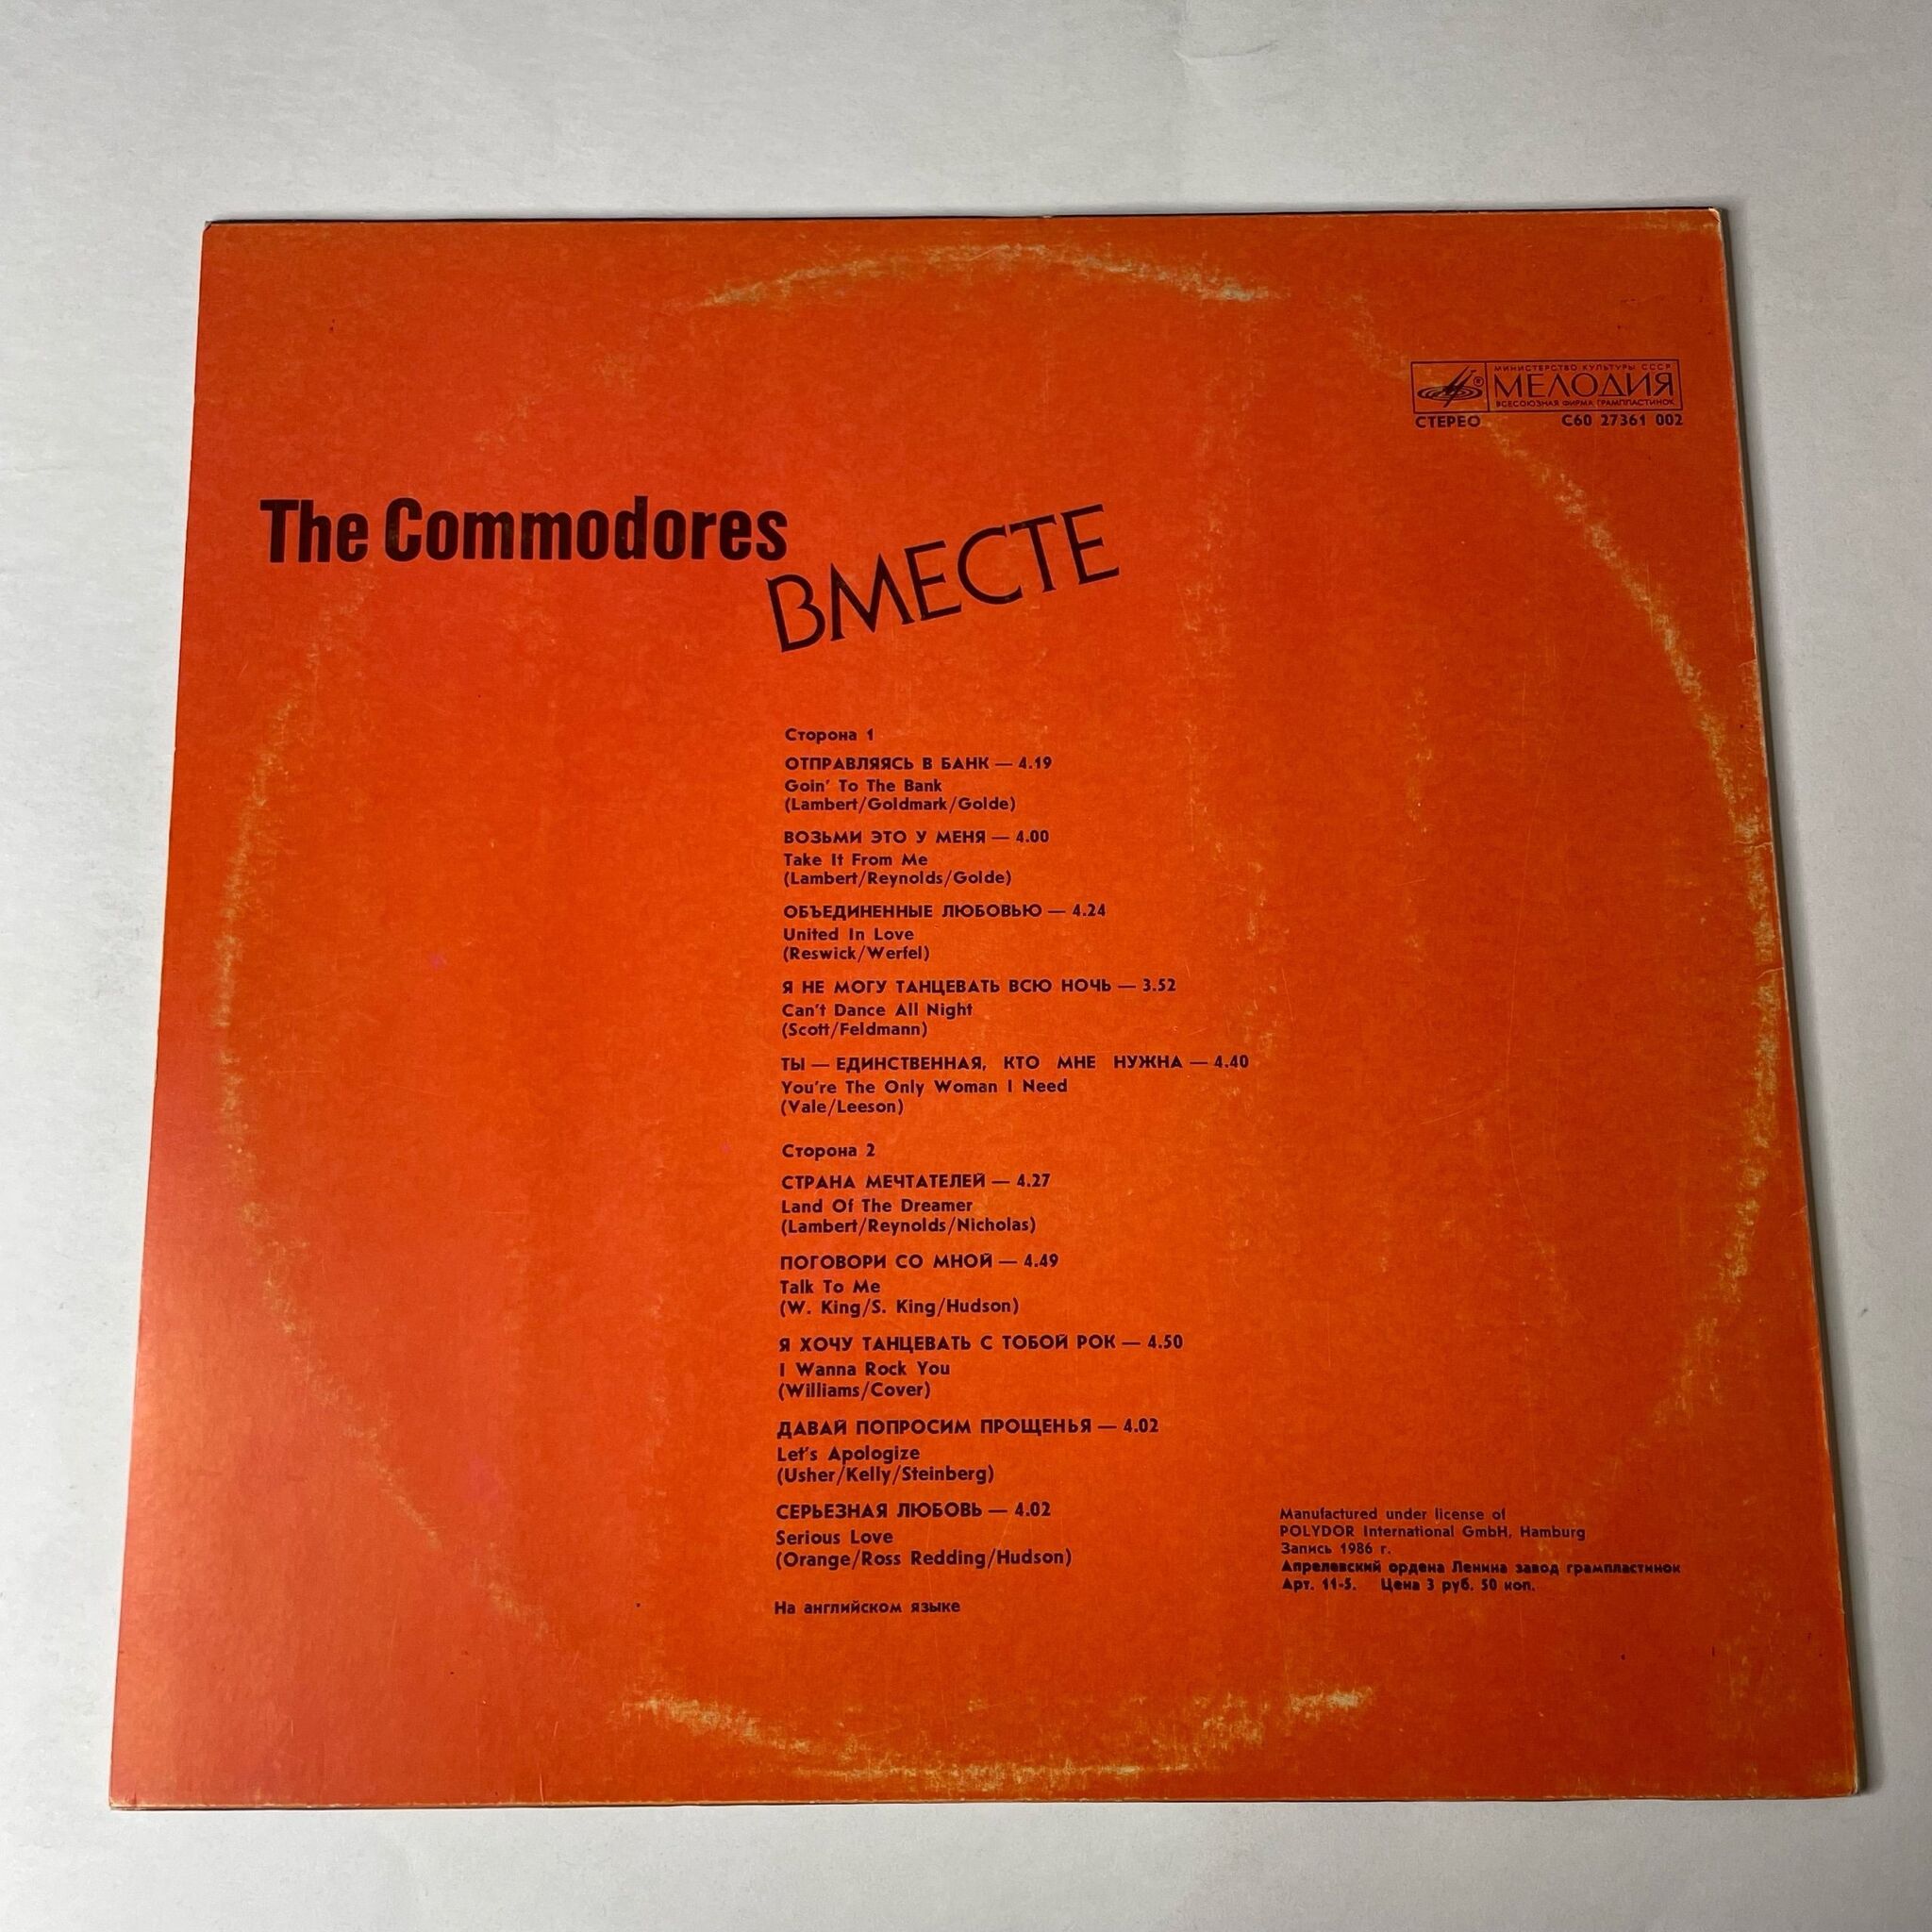 МИНИСТЕРСТВО КУЛЬТУРЫ СССР
МЕЛОДИЯ
ВСЕСОЮЗНАЯ ФИРМА ГРАМПЛАСТИНОК
СТЕРЕО С60 27361 002
The Commodores
ВМЕСТЕ
Сторона 1
ОТПРАВЛЯЯСЬ В БАНК — 4.19
Goin' To The Bank
(Lambert/Goldmark/Golde)
ВОЗЬМИ ЭТО У МЕНЯ — 4.00
Take It From Me
(Lambert/Reynolds/Golde)
ОБЪЕДИНЕННЫЕ ЛЮБОВЬЮ — 4.24
United In Love
(Reswick/Werfel)
Я НЕ МОГУ ТАНЦЕВАТЬ ВСЮ НОЧЬ — 3.52
Can't Dance All Night
(Scott/Feldmann)
ТЫ — ЕДИНСТВЕННАЯ, КТО МНЕ НУЖНА — 4.40
You're The Only Woman I Need
(Vale/Leeson)
Сторона 2
СТРАНА МЕЧТАТЕЛЕЙ — 4.27
Land Of The Dreamer
(Lambert/Reynolds/Nicholas)
ПОГОВОРИ СО МНОЙ — 4.49
Talk To Me
(W. King/S. King/Hudson)
Я ХОЧУ ТАНЦЕВАТЬ С ТОБОЙ РОК — 4.50
I Wanna Rock You
(Williams/Cover)
ДАВАЙ ПОПРОСИМ ПРОЩЕНЬЯ — 4.02
Let's Apologize
(Usher/Kelly/Steinberg)
СЕРЬЕЗНАЯ ЛЮБОВЬ — 4.02
Serious Love
(Orange/Ross Redding/Hudson)
На английском языке
Manufactured under license of
POLYDOR International GmbH, Hamburg
Запись 1986 г.
Апрелевский ордена Ленина завод грампластинок
Арт. 11-5. Цена 3 руб. 50 коп.